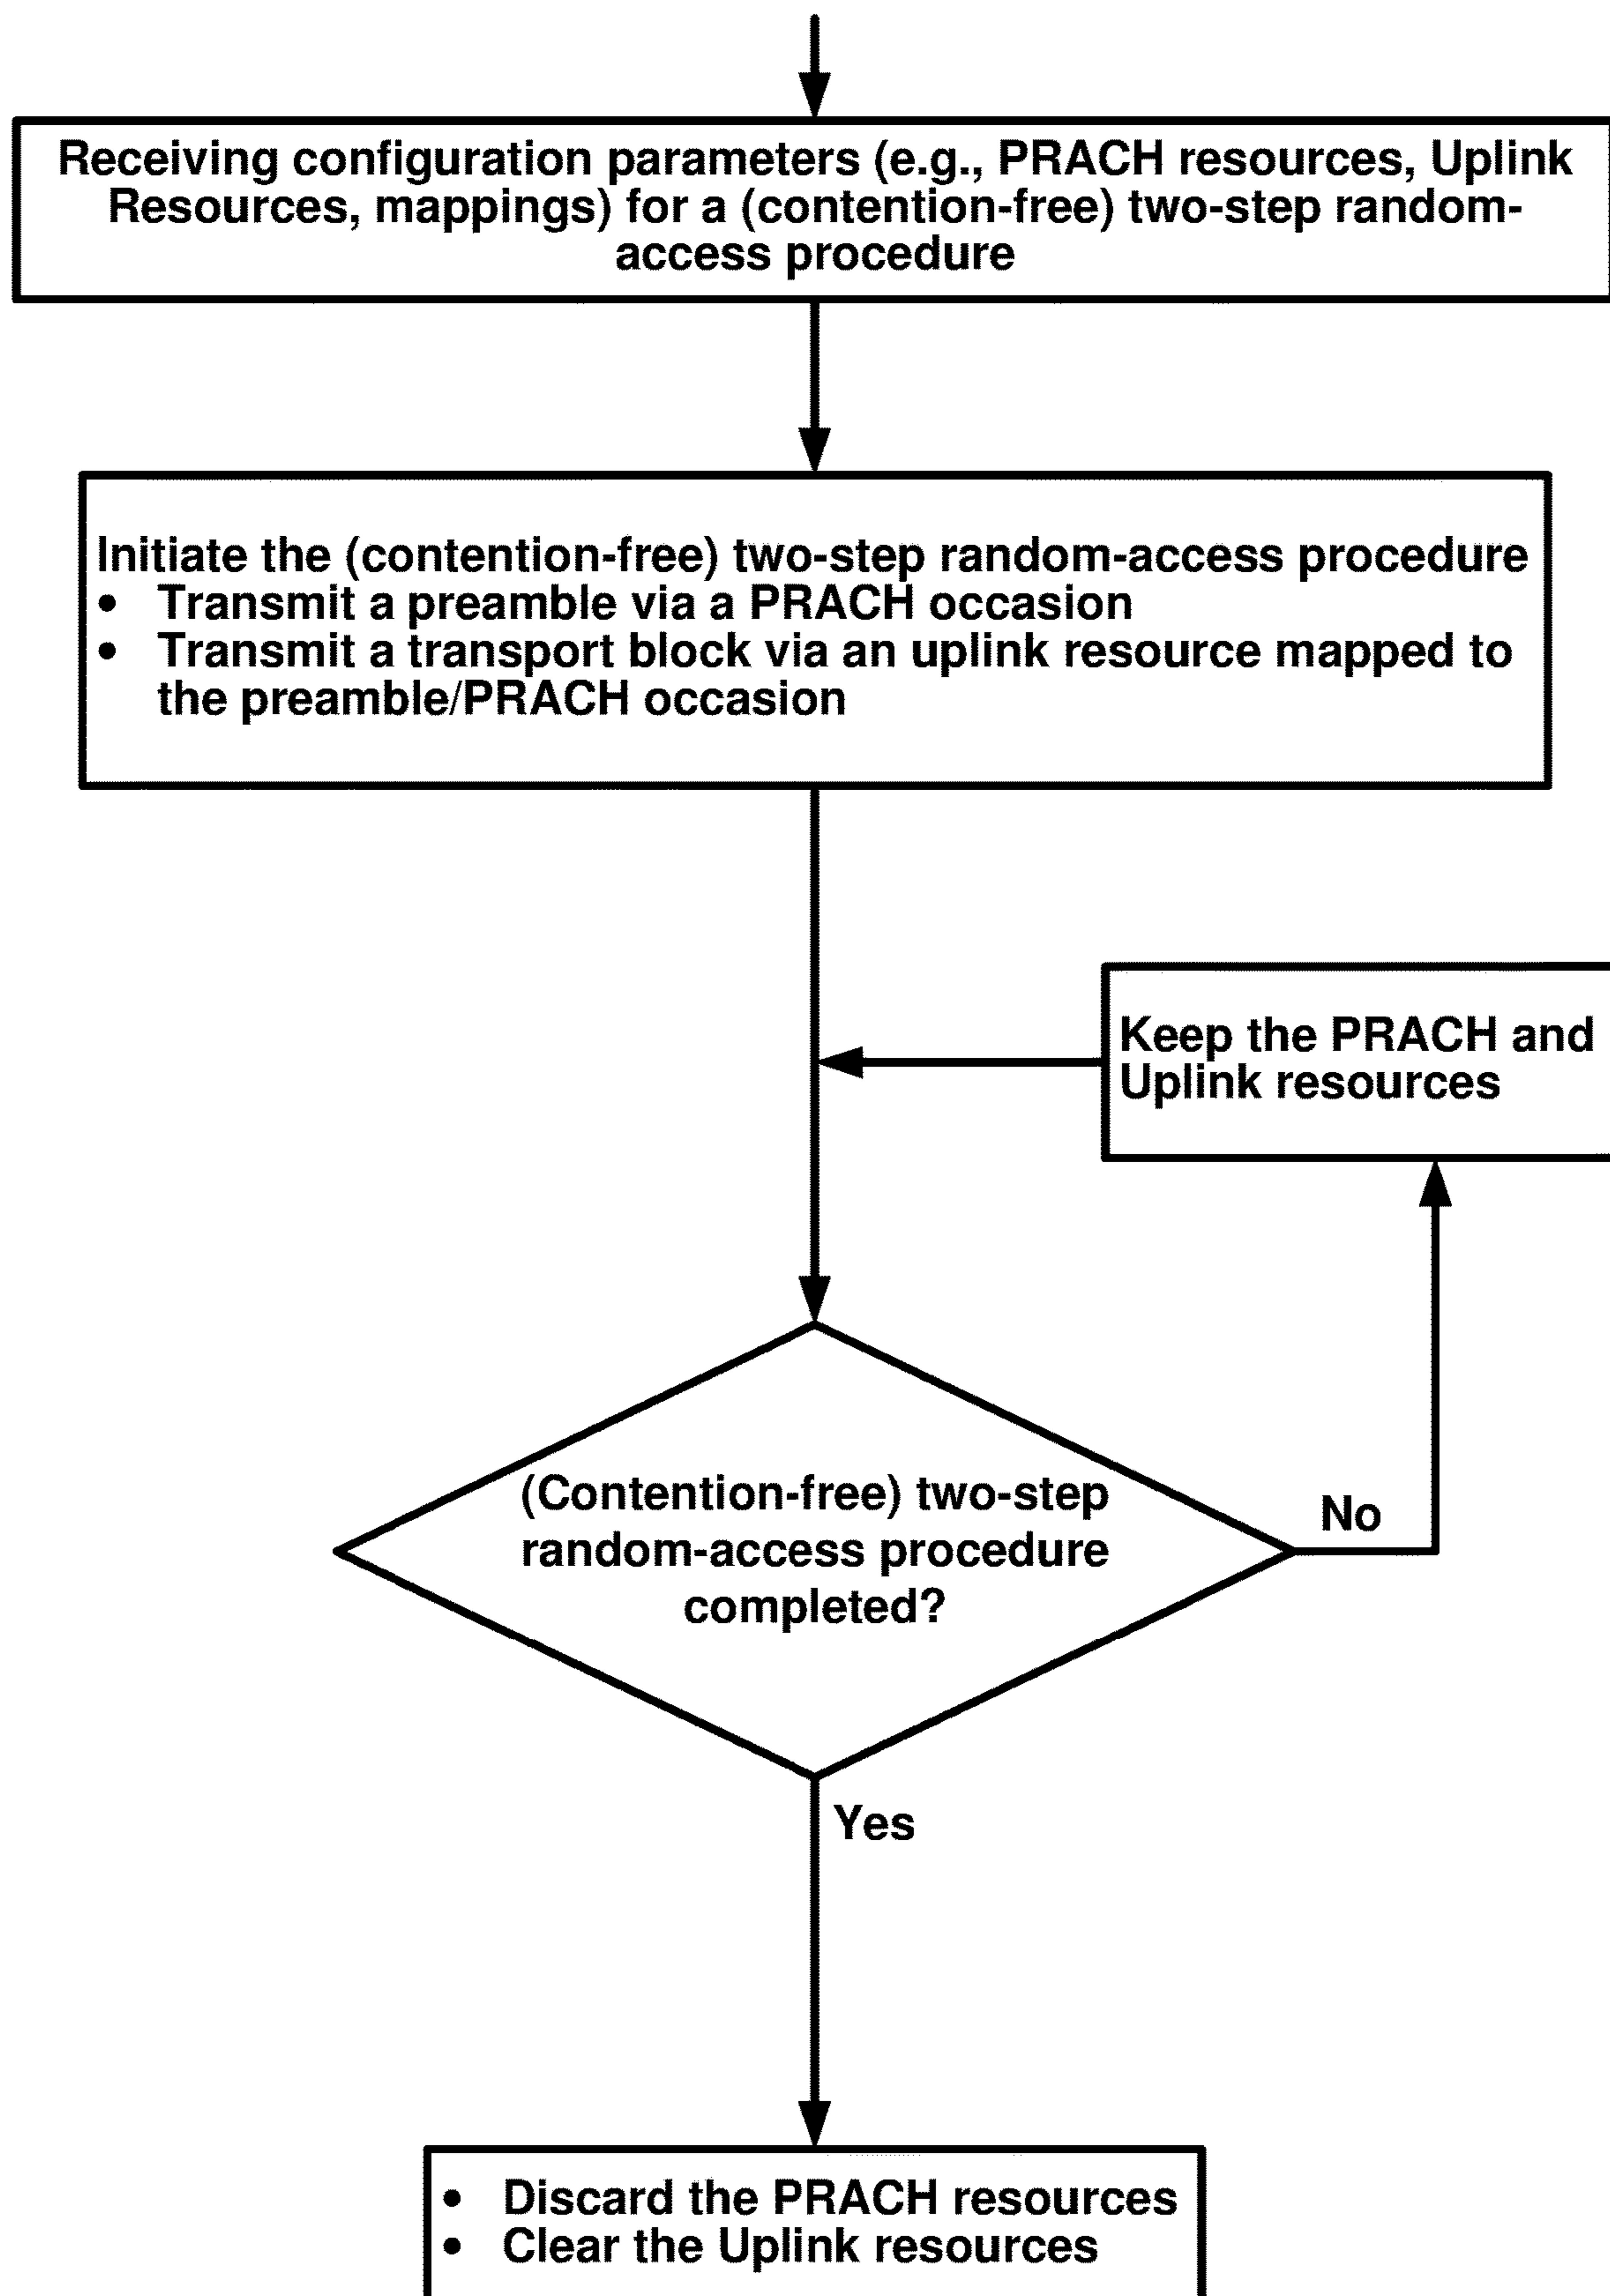 Receiving configuration parameters (e.g., PRACH resources, Uplink
Resources, mappings) for a (contention-free) two-step random-
access procedure
Initiate the (contention-free) two-step random-access procedure
• Transmit a preamble via a PRACH occasion
• Transmit a transport block via an uplink resource mapped to
the preamble/PRACH occasion
Keep the PRACH and
Uplink resources
(Contention-free) two-step
random-access procedure
completed?
No
Yes
• Discard the PRACH resources
• Clear the Uplink resources